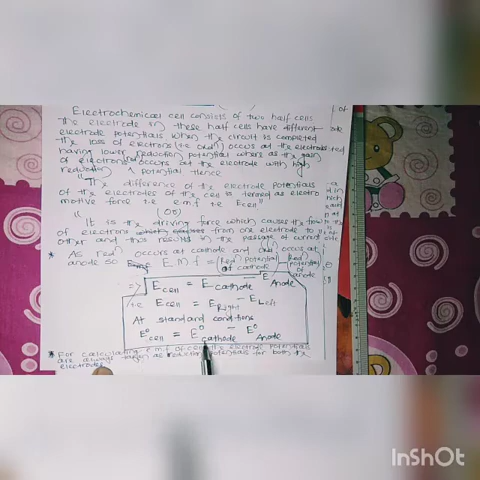 Electrochemical cell consists of two half cells
the electrode in these half cells have different
electrode potentials when the circuit is completed
the loss of electrons (i.e. oxdn) occurs at the electrode
having lower reduction potential where as the gain
of electrons occurs at the electrode with high
reduction potential Hence
"The difference of the electrode potentials
of the electrodes of the cell is termed as electro
motive force i.e e.m.f i.e Ecell"
(OR)
"It is the driving force which causes the flow
of electrons from one electrode to
other and thus results in the passage of current
* As redn occurs at cathode and oxdn occurs at
anode so E.M.f = (Red potential at cathode) - (Red potential of anode)
=> Ecell = Ecathode - E Anode
i.e Ecell = ERight - ELeft
At standard conditions
E°cell = E°cathode - E° Anode
* For calculating e.m.f of cell the electrode potentials
are always taken as reduction potentials for both the
electrodes
InShOt